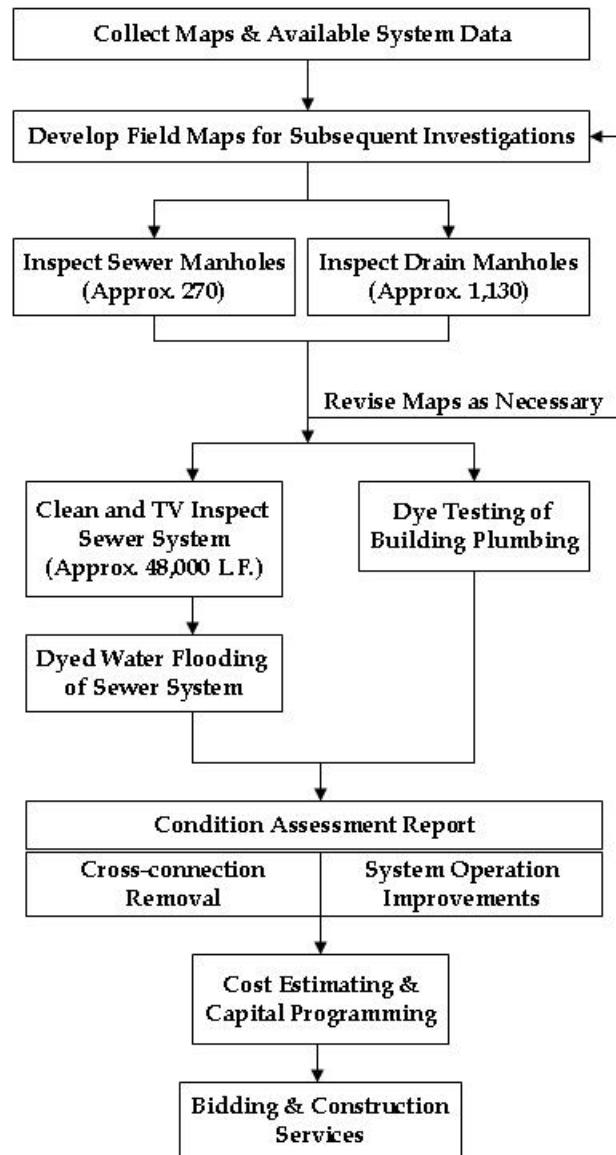 Collect Maps & Available System Data
Develop Field Maps for Subsequent Investigations
Inspect Sewer Manholes
(Approx. 270)
Inspect Drain Manholes
(Approx. 1,130)
Revise Maps as Necessary
Clean and TV Inspect
Sewer System
(Approx. 48,000 L.F.)
Dye Testing of
Building Plumbing
Dyed Water Flooding
of Sewer System
Condition Assessment Report
Cross-connection
Removal
System Operation
Improvements
Cost Estimating &
Capital Programming
Bidding & Construction
Services